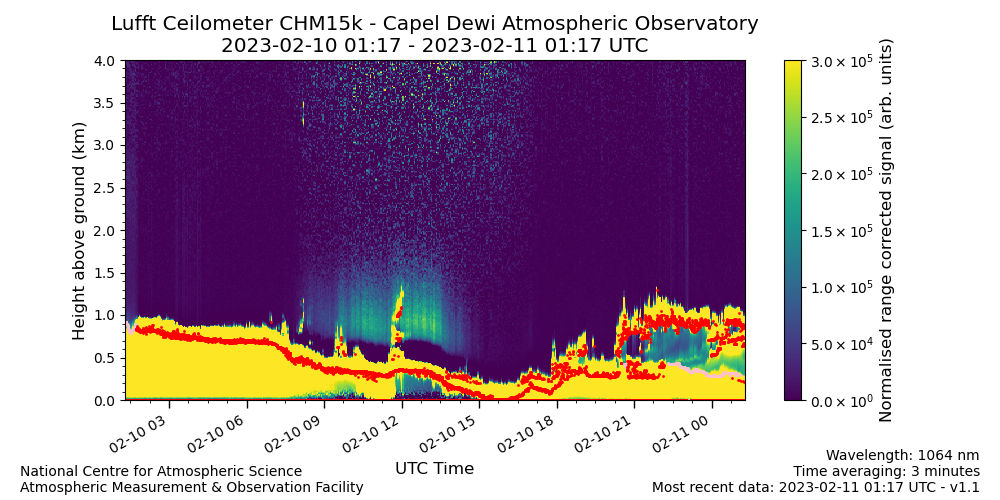 Lufft Ceilometer CHM15k - Capel Dewi Atmospheric Observatory
2023-02-10 01:17 - 2023-02-11 01:17 UTC
4.0
3.5
3.0
2.5
2.0
1.5
1.0
0.5
0.0
Height above ground (km)
02-10 03
02-10 06
02-10 09
02-10 12
02-10 15
02-10 18
02-10 21
02-11 00
UTC Time
3.0 × 10⁵
2.5 × 10⁵
2.0 × 10⁵
1.5 × 10⁵
1.0 × 10⁵
5.0 × 10⁴
0.0 × 10⁰
Normalised range corrected signal (arb. units)
National Centre for Atmospheric Science
Atmospheric Measurement & Observation Facility
Wavelength: 1064 nm
Time averaging: 3 minutes
Most recent data: 2023-02-11 01:17 UTC - v1.1